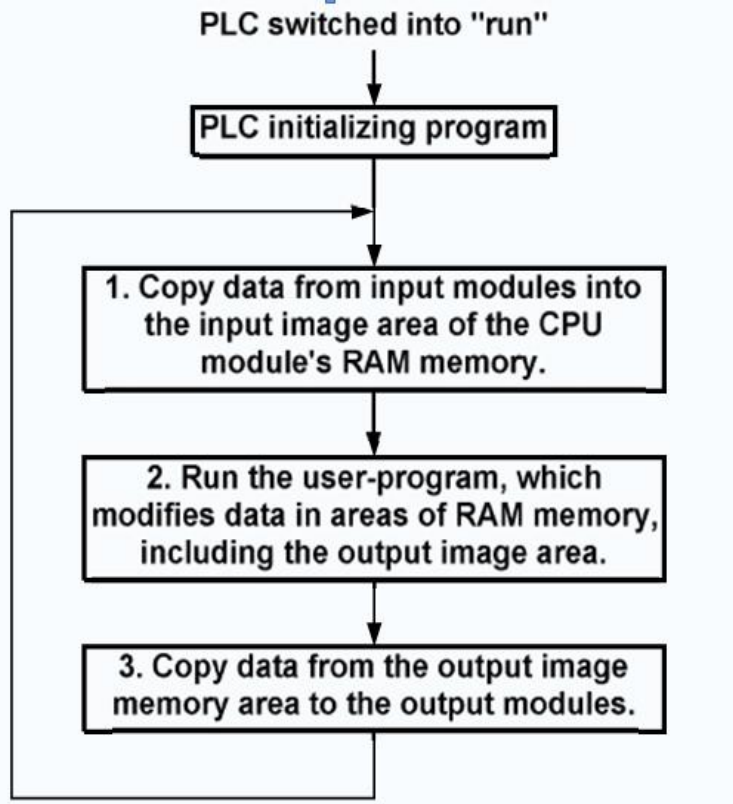 PLC switched into "run"
PLC initializing program
1. Copy data from input modules into
the input image area of the CPU
module's RAM memory.
2. Run the user-program, which
modifies data in areas of RAM memory,
including the output image area.
3. Copy data from the output image
memory area to the output modules.